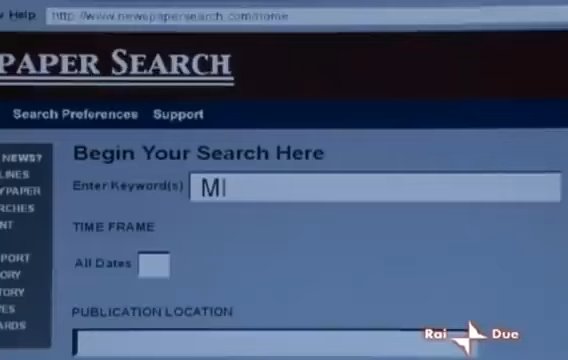 Help http://www.newspapersearch.com/home
PAPER SEARCH
Search Preferences Support
NEWS?
LINES
YPAPER
RCHES
NT
PORT
ORY
TORY
ES
ARDS
Begin Your Search Here
Enter Keyword(s) MI
TIME FRAME
All Dates
PUBLICATION LOCATION
Rai Due